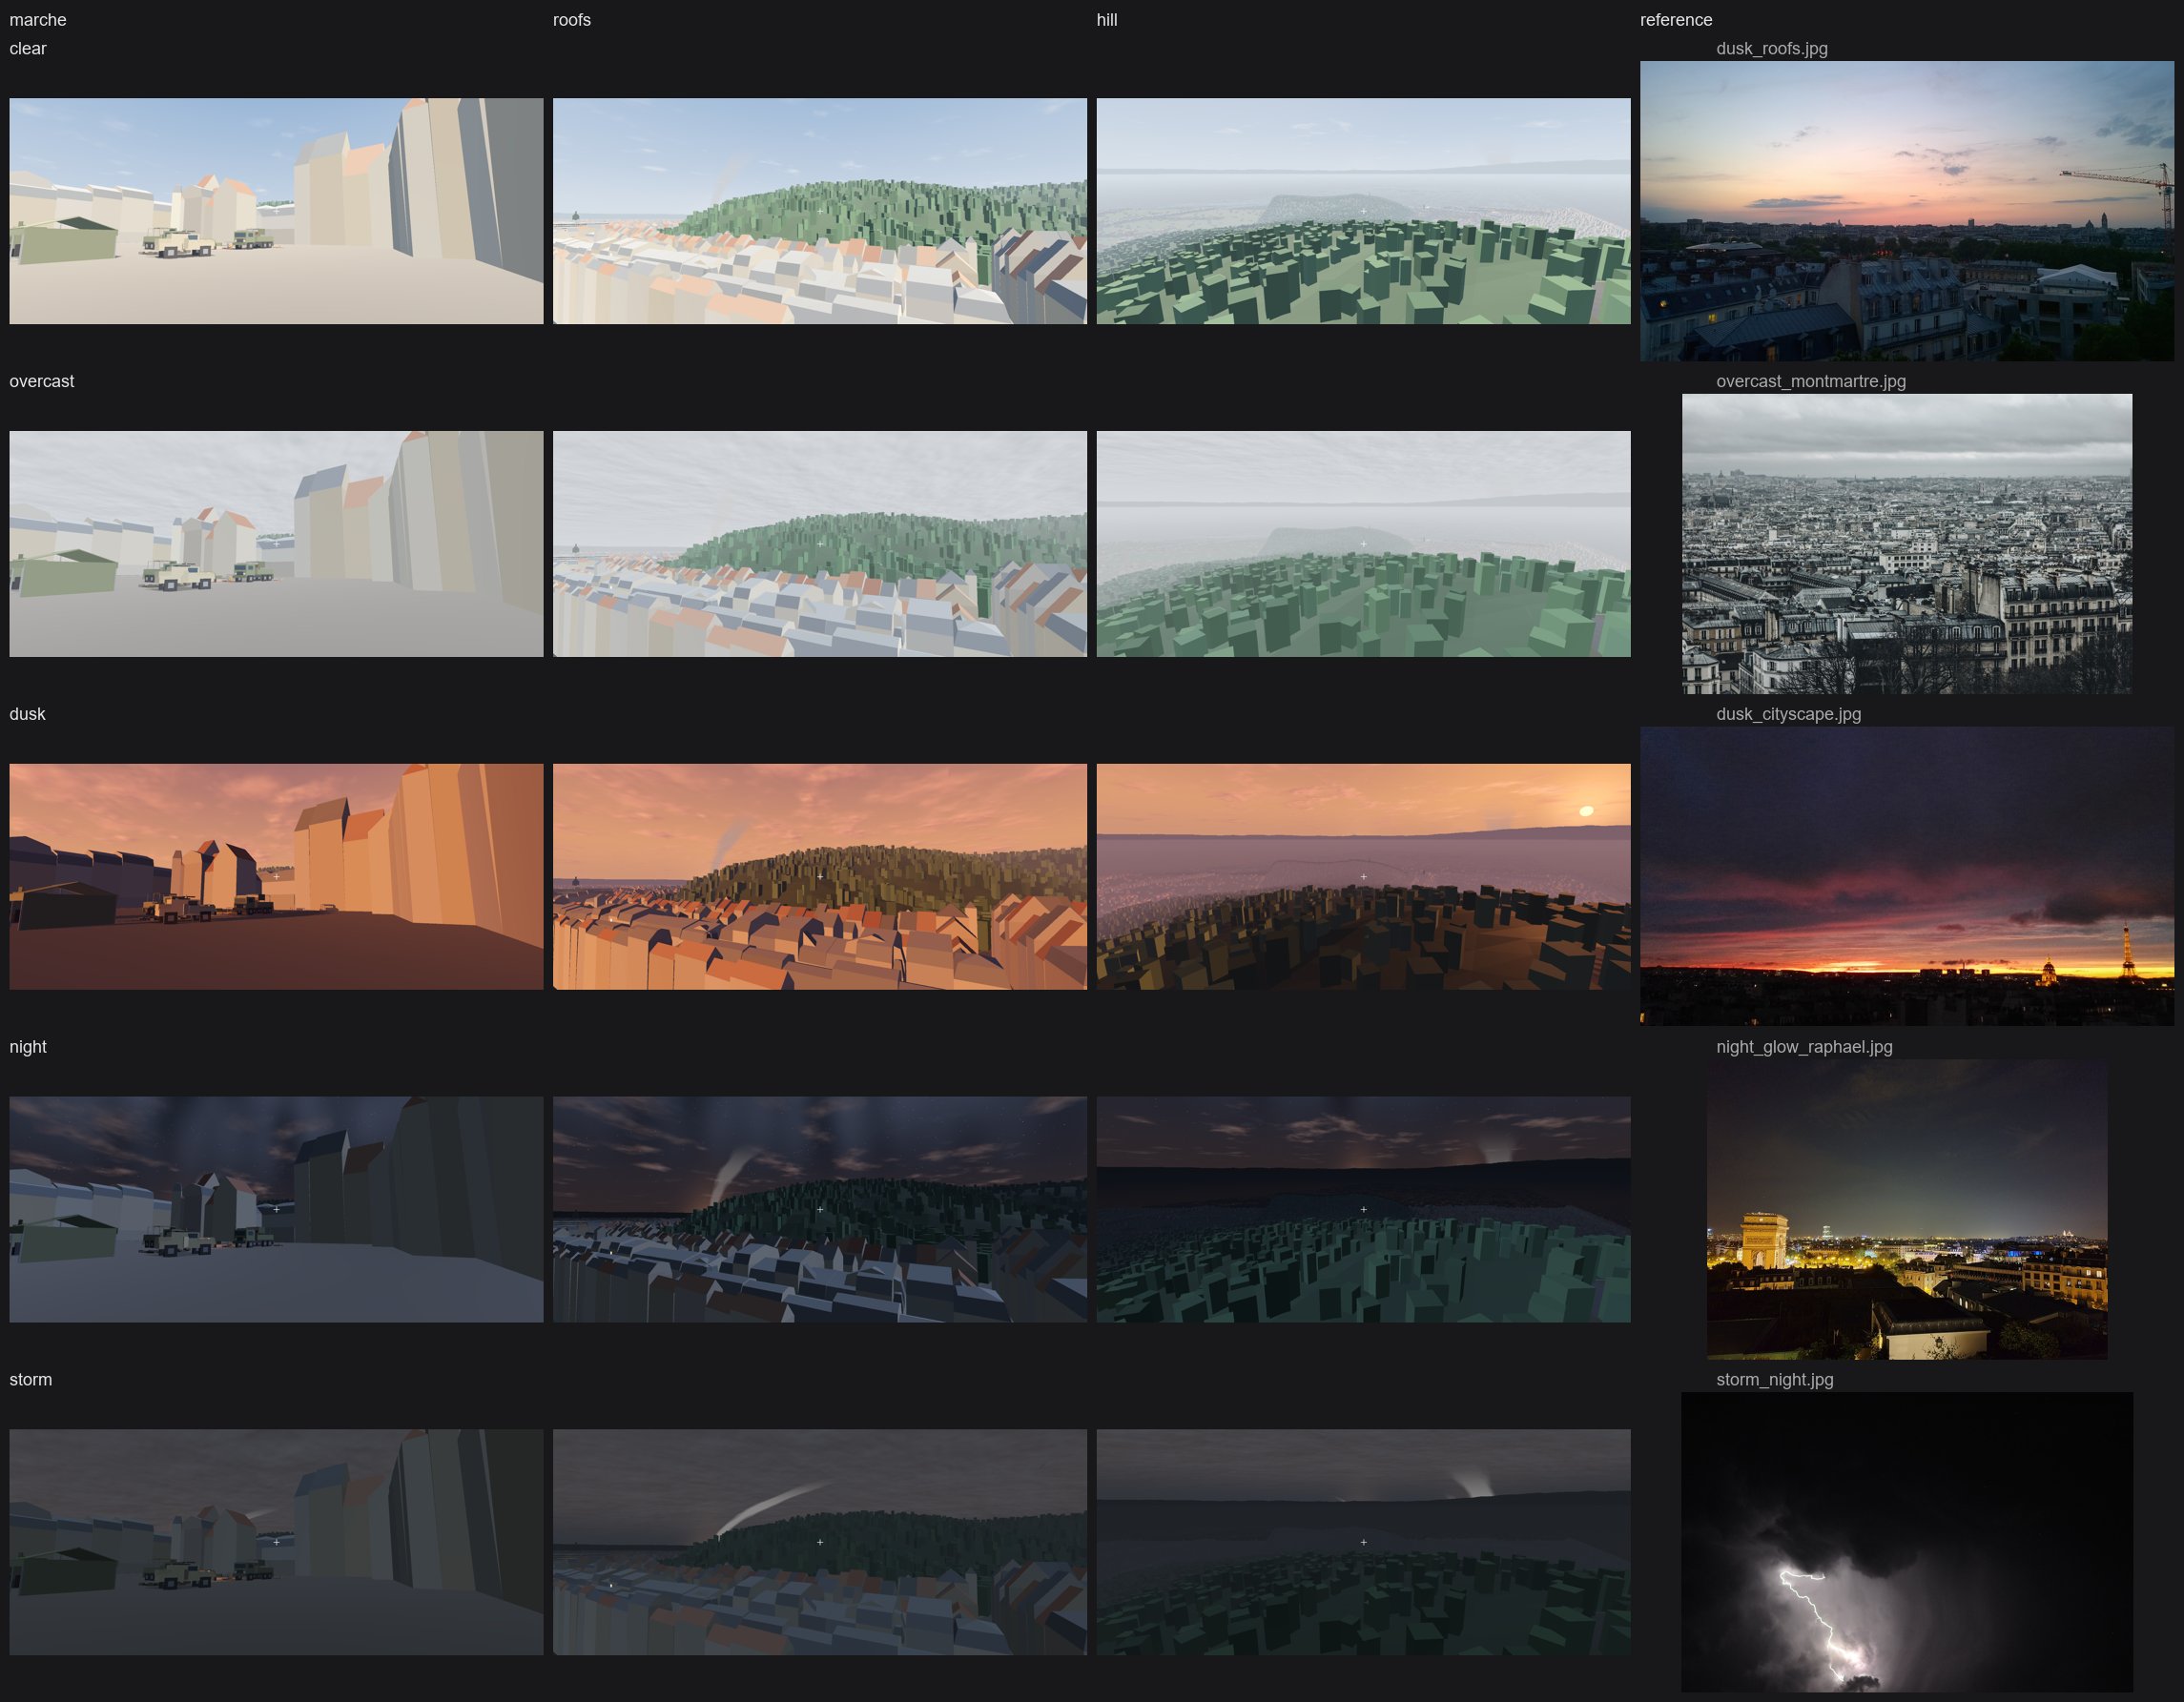 marche roofs hill reference
clear dusk_roofs.jpg
overcast overcast_montmartre.jpg
dusk dusk_cityscape.jpg
night night_glow_raphael.jpg
storm storm_night.jpg